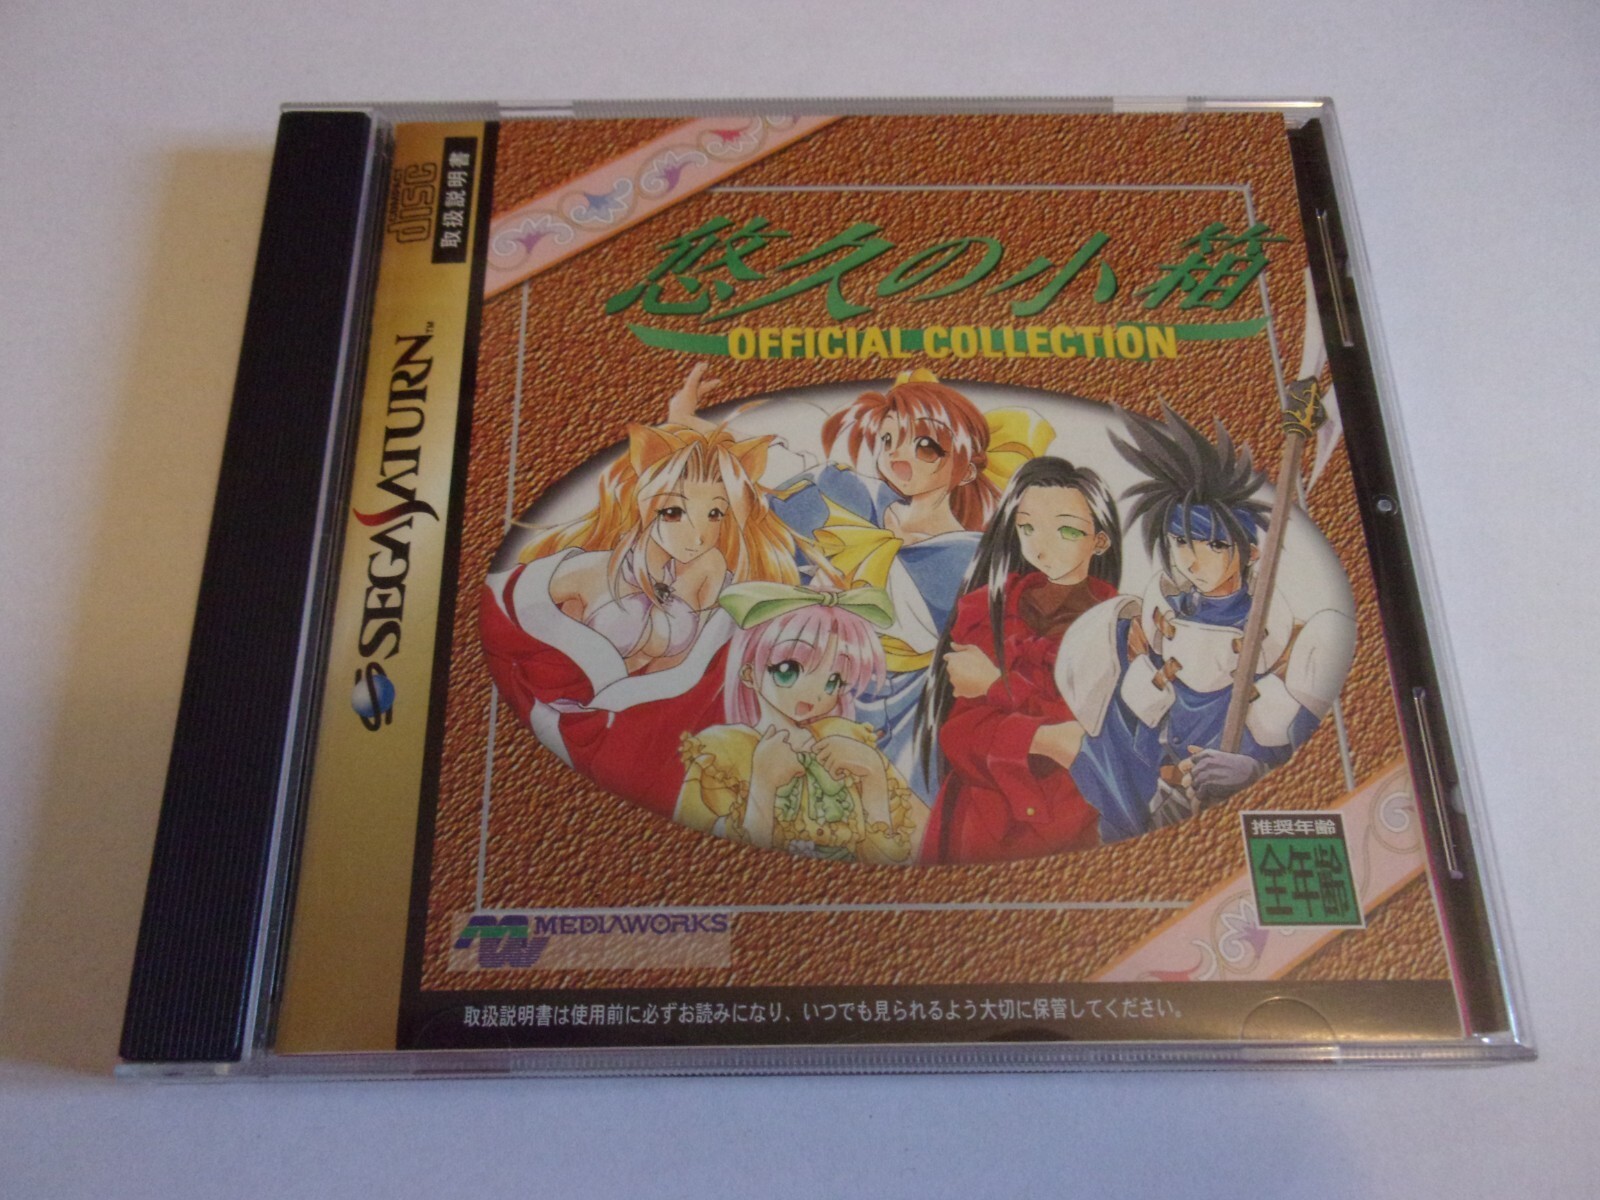 COMPACT
disc
取扱説明書
SEGA SATURN™
悠久の小箱
OFFICIAL COLLECTION
推奨年齢
全年齢
MEDIAWORKS
取扱説明書は使用前に必ずお読みになり、いつでも見られるよう大切に保管してください。